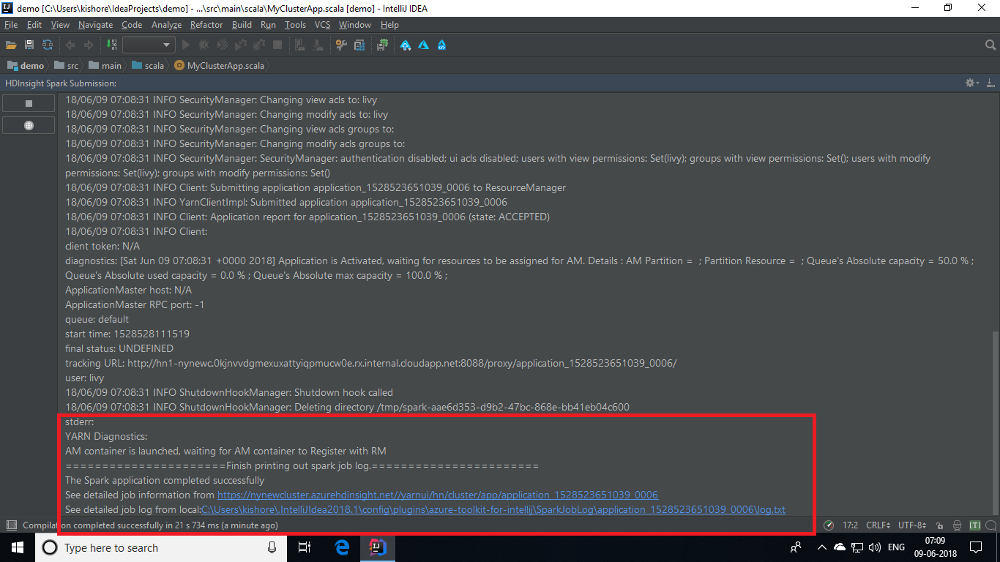 demo [C:\Users\kishore\IdeaProjects\demo] - ...\src\main\scala\MyClusterApp.scala [demo] - IntelliJ IDEA
File Edit View Navigate Code Analyze Refactor Build Run Tools VCS Window Help
demo src main scala MyClusterApp.scala
HDInsight Spark Submission:
18/06/09 07:08:31 INFO SecurityManager: Changing view acls to: livy
18/06/09 07:08:31 INFO SecurityManager: Changing modify acls to: livy
18/06/09 07:08:31 INFO SecurityManager: Changing view acls groups to:
18/06/09 07:08:31 INFO SecurityManager: Changing modify acls groups to:
18/06/09 07:08:31 INFO SecurityManager: SecurityManager: authentication disabled; ui acls disabled; users with view permissions: Set(livy); groups with view permissions: Set(); users with modify
permissions: Set(livy); groups with modify permissions: Set()
18/06/09 07:08:31 INFO Client: Submitting application application_1528523651039_0006 to ResourceManager
18/06/09 07:08:31 INFO YarnClientImpl: Submitted application application_1528523651039_0006
18/06/09 07:08:31 INFO Client: Application report for application_1528523651039_0006 (state: ACCEPTED)
18/06/09 07:08:31 INFO Client:
client token: N/A
diagnostics: [Sat Jun 09 07:08:31 +0000 2018] Application is Activated, waiting for resources to be assigned for AM. Details : AM Partition =  ; Partition Resource =  ; Queue's Absolute capacity = 50.0 % ;
Queue's Absolute used capacity = 0.0 % ; Queue's Absolute max capacity = 100.0 % ;
ApplicationMaster host: N/A
ApplicationMaster RPC port: -1
queue: default
start time: 1528528111519
final status: UNDEFINED
tracking URL: http://hn1-nynewc.0kjnvvdgmexuxattyiqpmucw0e.rx.internal.cloudapp.net:8088/proxy/application_1528523651039_0006/
user: livy
18/06/09 07:08:31 INFO ShutdownHookManager: Shutdown hook called
18/06/09 07:08:31 INFO ShutdownHookManager: Deleting directory /tmp/spark-aae6d353-d9b2-47bc-868e-bb41eb04c600
stderr:
YARN Diagnostics:
AM container is launched, waiting for AM container to Register with RM
======================Finish printing out spark job log.=======================
The Spark application completed successfully
See detailed job information from https://nynewcluster.azurehdinsight.net//yarnui/hn/cluster/app/application_1528523651039_0006
See detailed job log from local:C:\Users\kishore\.IntelliJIdea2018.1\config\plugins\azure-toolkit-for-intellij\SparkJobLog\application_1528523651039_0006\log.txt
Compilation completed successfully in 21 s 734 ms (a minute ago) 17:2 CRLF UTF-8 [T]
Type here to search ENG 07:09
09-06-2018